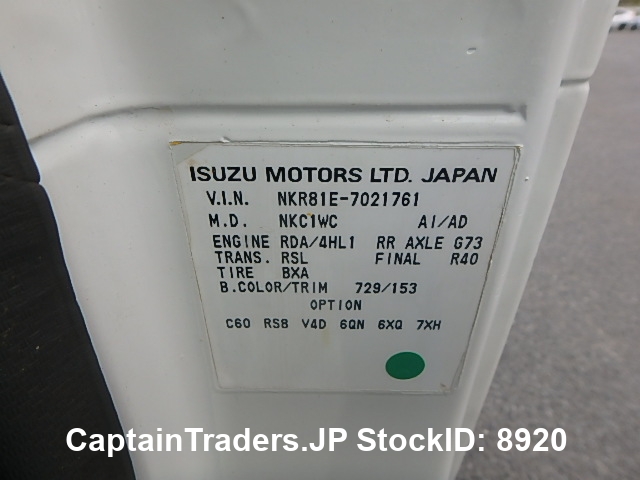 ISUZU MOTORS LTD. JAPAN
V.I.N. NKR81E-7021761
M.D. NKC1WC AI/AD
ENGINE RDA/4HL1 RR AXLE G73
TRANS. RSL FINAL R40
TIRE BXA
B.COLOR/TRIM 729/153
OPTION
C60 RS8 V4D 6QN 6XQ 7XH
CaptainTraders.JP StockID: 8920